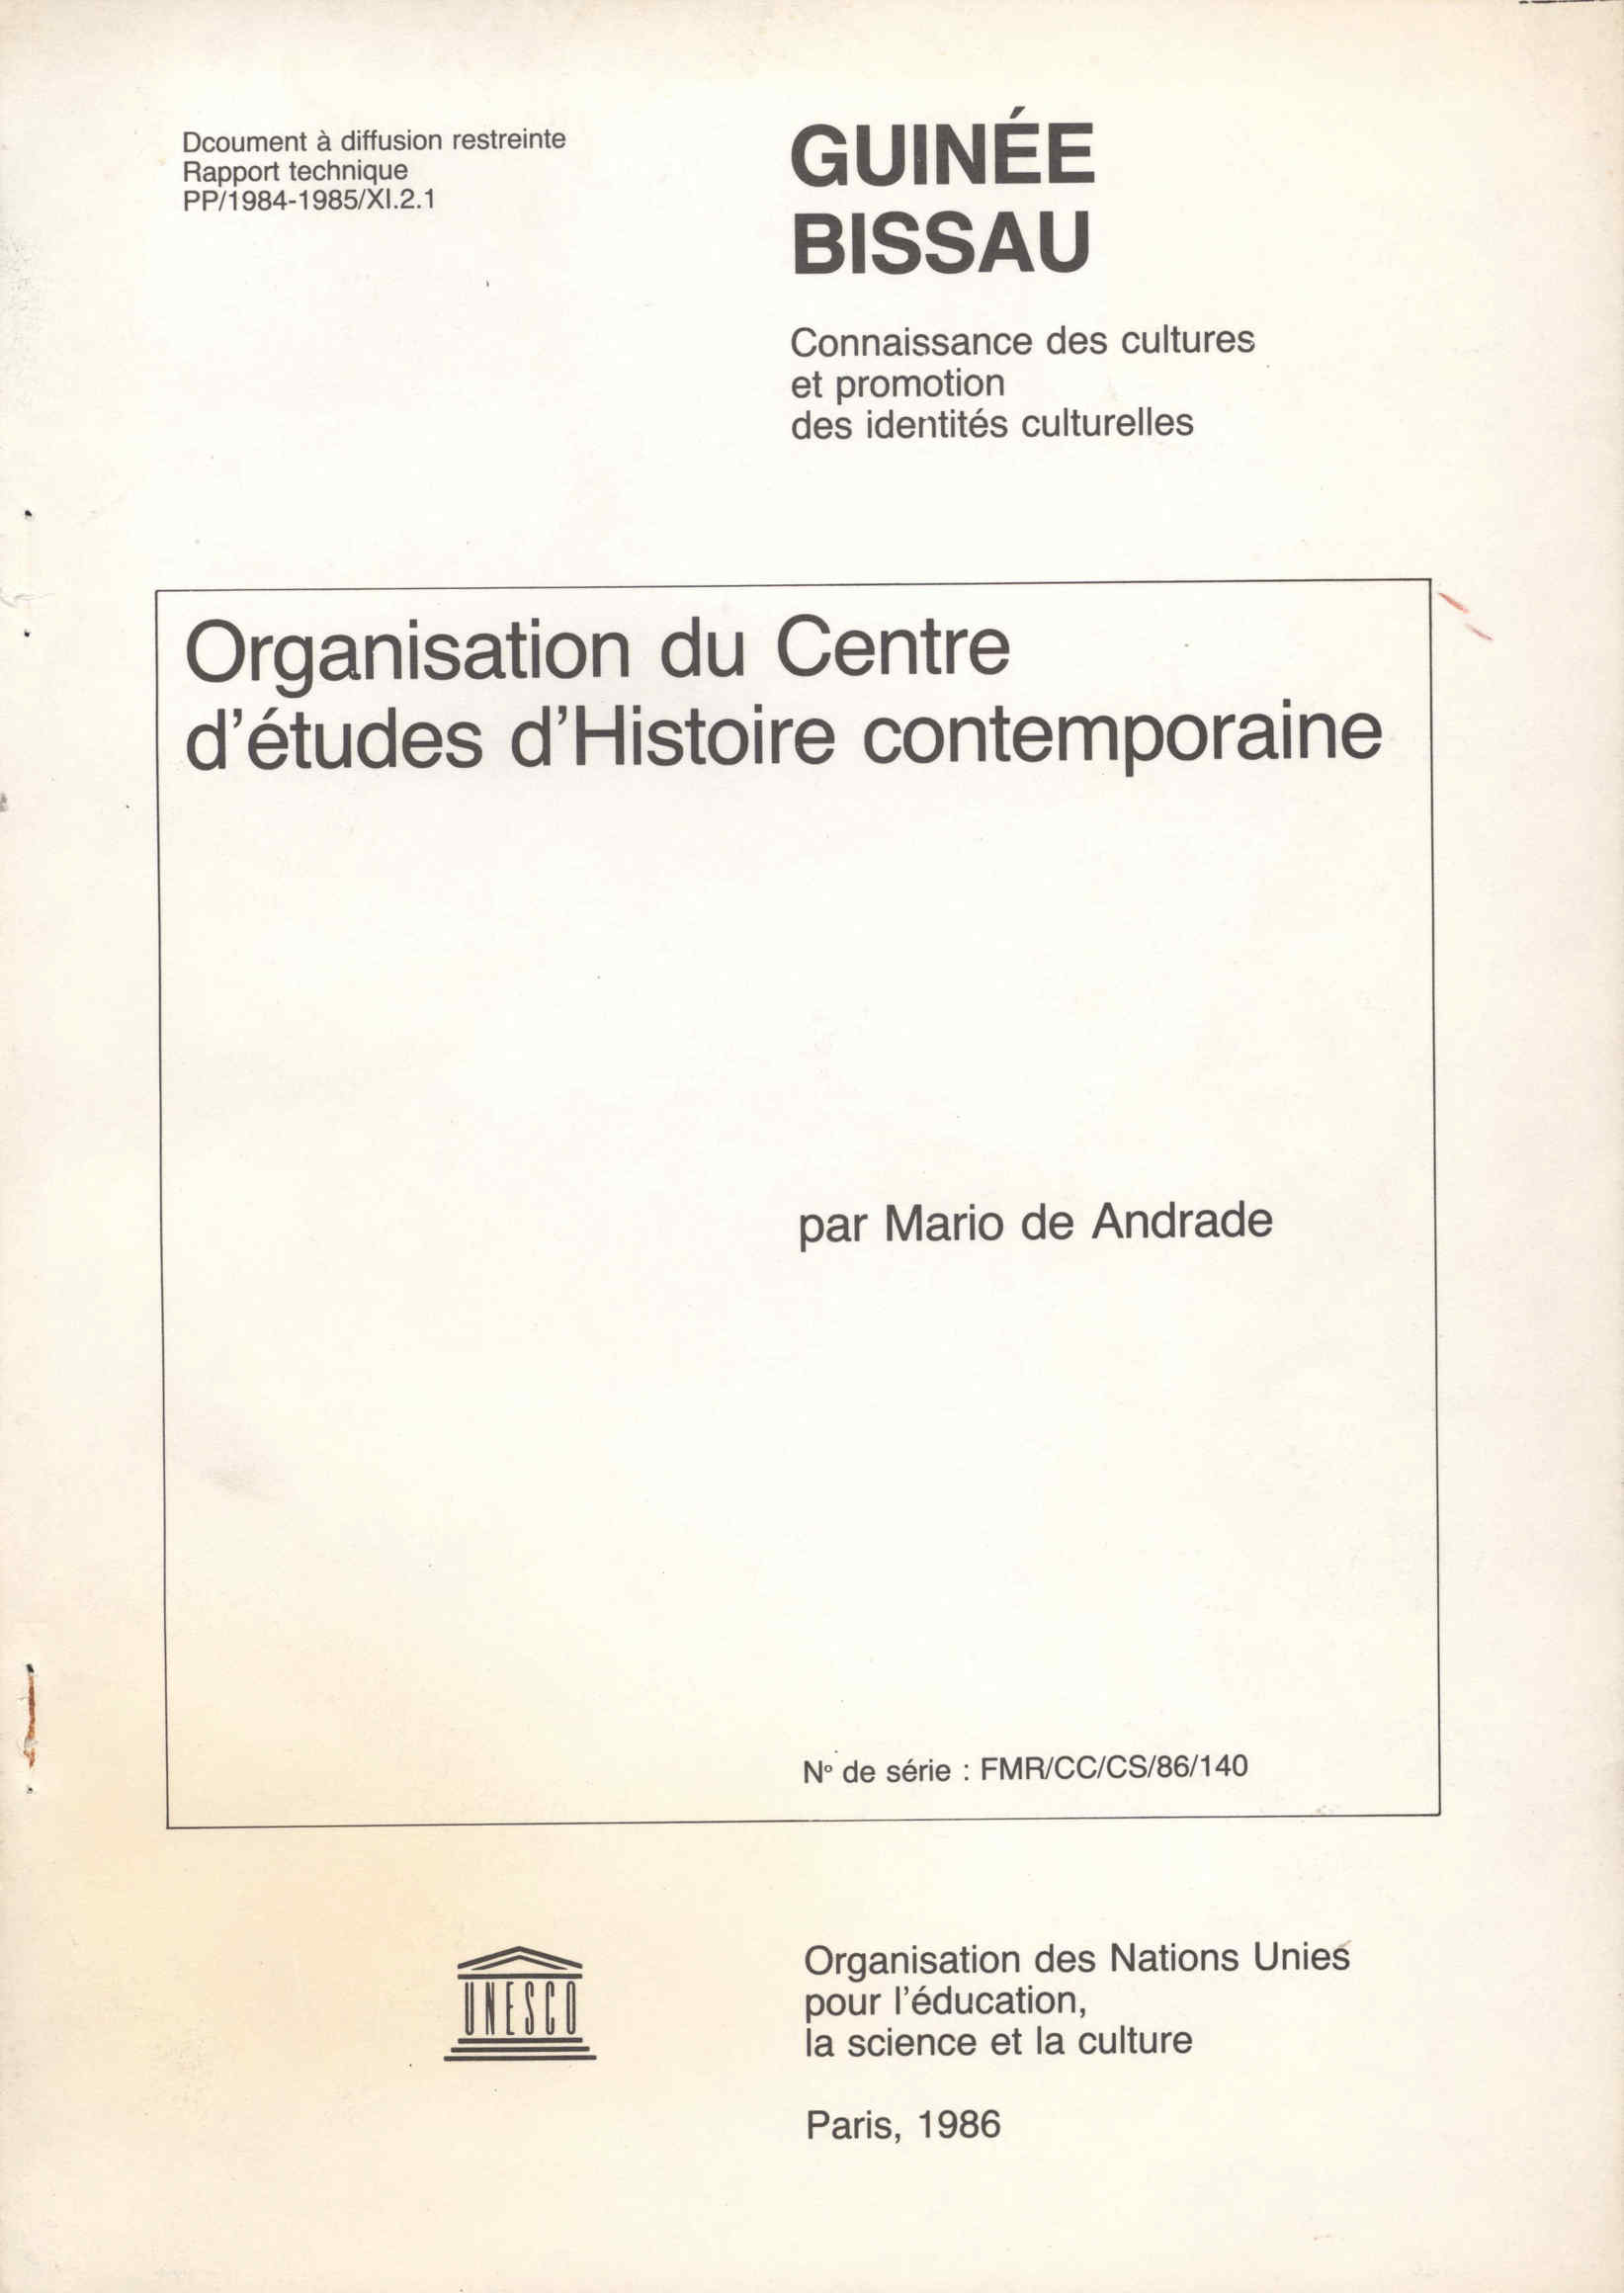 Dcoument à diffusion restreinte
Rapport technique
PP/1984-1985/XI.2.1
GUINÉE
BISSAU
Connaissance des cultures
et promotion
des identités culturelles
Organisation du Centre
d'études d'Histoire contemporaine
par Mario de Andrade
N° de série : FMR/CC/CS/86/140
UNESCO
Organisation des Nations Unies
pour l'éducation,
la science et la culture
Paris, 1986